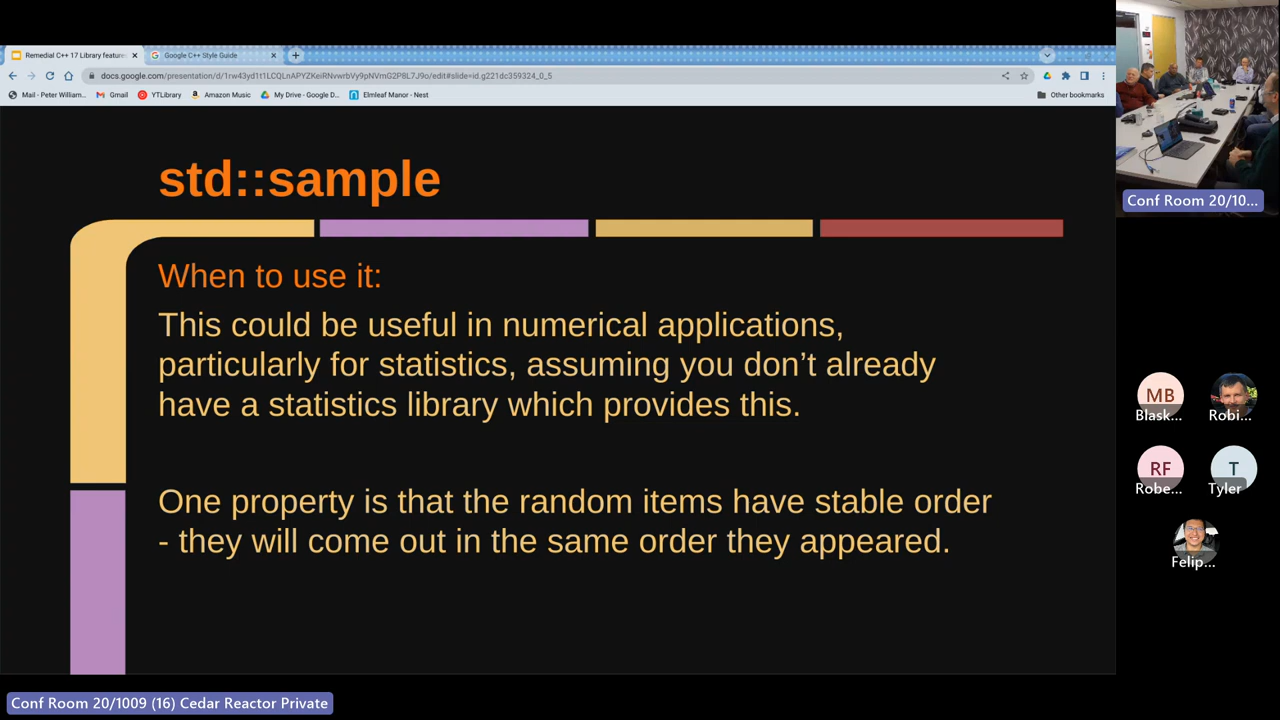 Remedial C++ 17 Library feature
Google C++ Style Guide
docs.google.com/presentation/d/1rw43yd1t1LCQLnAPYZKeiRNvwrbVy9pNVmG2P8L7J9o/edit#slide=id.g221dc359324_0_5
Mail - Peter William...
Gmail
YTLibrary
Amazon Music
My Drive - Google D...
Elmleaf Manor - Nest
Other bookmarks
std::sample
When to use it:
This could be useful in numerical applications,
particularly for statistics, assuming you don’t already
have a statistics library which provides this.
One property is that the random items have stable order
- they will come out in the same order they appeared.
Conf Room 20/10...
MB
Blask...
Robi...
RF
Robe...
T
Tyler
Felip...
Conf Room 20/1009 (16) Cedar Reactor Private